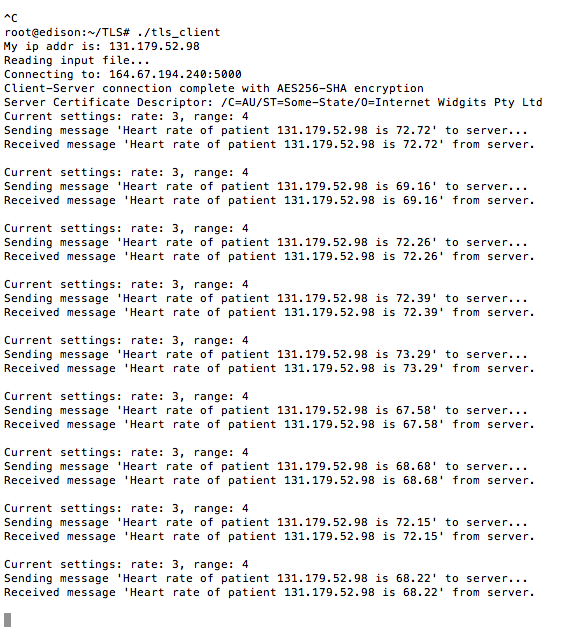 ^C
root@edison:~/TLS# ./tls_client
My ip addr is: 131.179.52.98
Reading input file...
Connecting to: 164.67.194.240:5000
Client-Server connection complete with AES256-SHA encryption
Server Certificate Descriptor: /C=AU/ST=Some-State/O=Internet Widgits Pty Ltd
Current settings: rate: 3, range: 4
Sending message 'Heart rate of patient 131.179.52.98 is 72.72' to server...
Received message 'Heart rate of patient 131.179.52.98 is 72.72' from server.

Current settings: rate: 3, range: 4
Sending message 'Heart rate of patient 131.179.52.98 is 69.16' to server...
Received message 'Heart rate of patient 131.179.52.98 is 69.16' from server.

Current settings: rate: 3, range: 4
Sending message 'Heart rate of patient 131.179.52.98 is 72.26' to server...
Received message 'Heart rate of patient 131.179.52.98 is 72.26' from server.

Current settings: rate: 3, range: 4
Sending message 'Heart rate of patient 131.179.52.98 is 72.39' to server...
Received message 'Heart rate of patient 131.179.52.98 is 72.39' from server.

Current settings: rate: 3, range: 4
Sending message 'Heart rate of patient 131.179.52.98 is 73.29' to server...
Received message 'Heart rate of patient 131.179.52.98 is 73.29' from server.

Current settings: rate: 3, range: 4
Sending message 'Heart rate of patient 131.179.52.98 is 67.58' to server...
Received message 'Heart rate of patient 131.179.52.98 is 67.58' from server.

Current settings: rate: 3, range: 4
Sending message 'Heart rate of patient 131.179.52.98 is 68.68' to server...
Received message 'Heart rate of patient 131.179.52.98 is 68.68' from server.

Current settings: rate: 3, range: 4
Sending message 'Heart rate of patient 131.179.52.98 is 72.15' to server...
Received message 'Heart rate of patient 131.179.52.98 is 72.15' from server.

Current settings: rate: 3, range: 4
Sending message 'Heart rate of patient 131.179.52.98 is 68.22' to server...
Received message 'Heart rate of patient 131.179.52.98 is 68.22' from server.